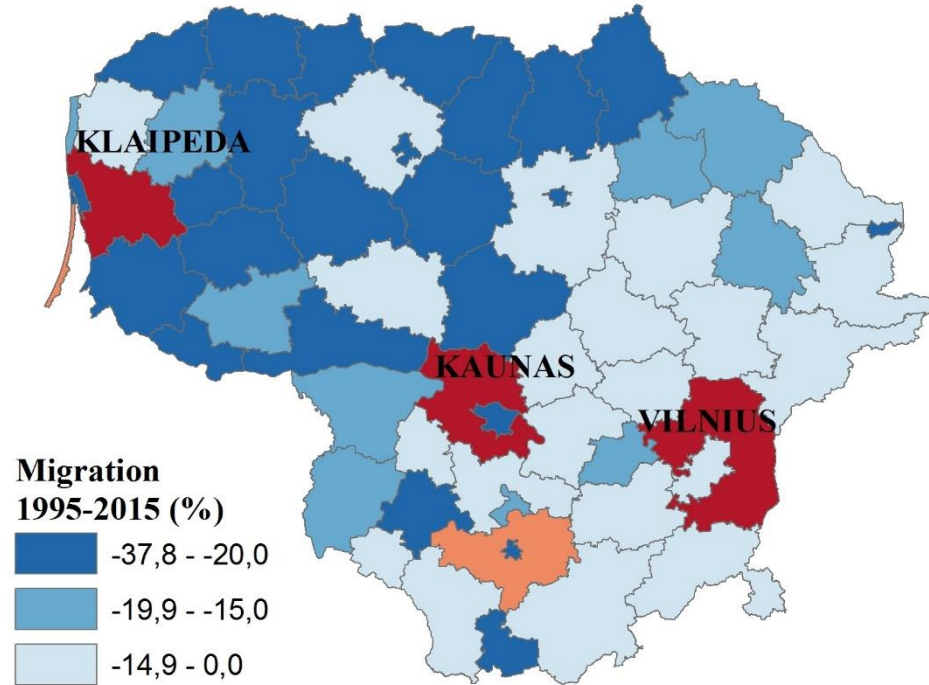 KLAIPEDA
KAUNAS
VILNIUS
Migration
1995-2015 (%)
-37,8 - -20,0
-19,9 - -15,0
-14,9 - 0,0